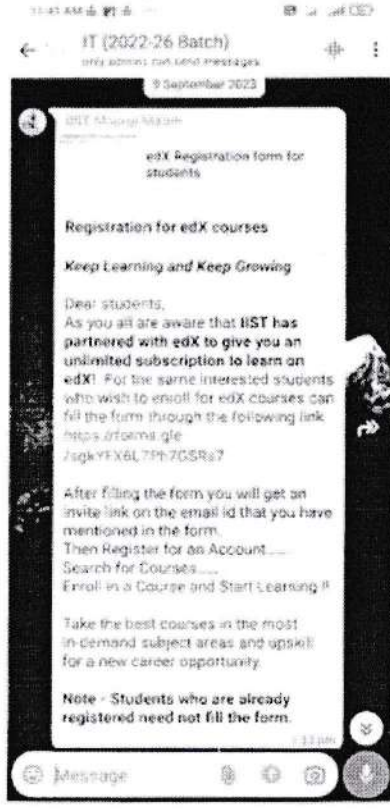 11:41 AM
IT (2022-26 Batch)
only admins can send messages
9 September 2023
edX Registration form for
students
Registration for edX courses
Keep Learning and Keep Growing
Dear students,
As you all are aware that IIST has
partnered with edX to give you an
unlimited subscription to learn on
edX! For the same interested students
who wish to enroll for edX courses can
fill the form through the following link
After filling the form you will get an
invite link on the email id that you have
mentioned in the form.
Then Register for an Account......
Search for Courses......
Enroll in a Course and Start Learning !!
Take the best courses in the most
in-demand subject areas and upskill
for a new career opportunity.
Note - Students who are already
registered need not fill the form.
Message